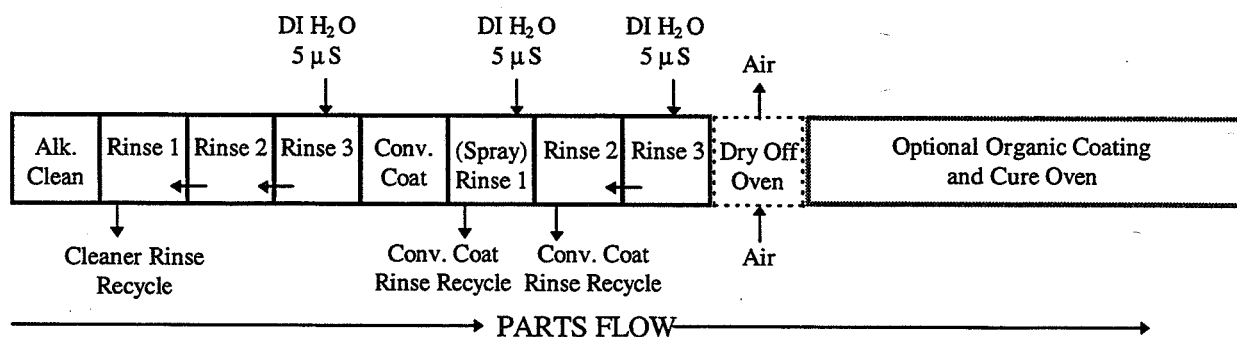 DI H₂O
5 μS
DI H₂O
5 μS
DI H₂O
5 μS
Air
Alk.
Clean
Rinse 1
Rinse 2
Rinse 3
Conv.
Coat
(Spray)
Rinse 1
Rinse 2
Rinse 3
Dry Off
Oven
Optional Organic Coating
and Cure Oven
Cleaner Rinse
Recycle
Conv. Coat
Rinse Recycle
Conv. Coat
Rinse Recycle
Air
PARTS FLOW